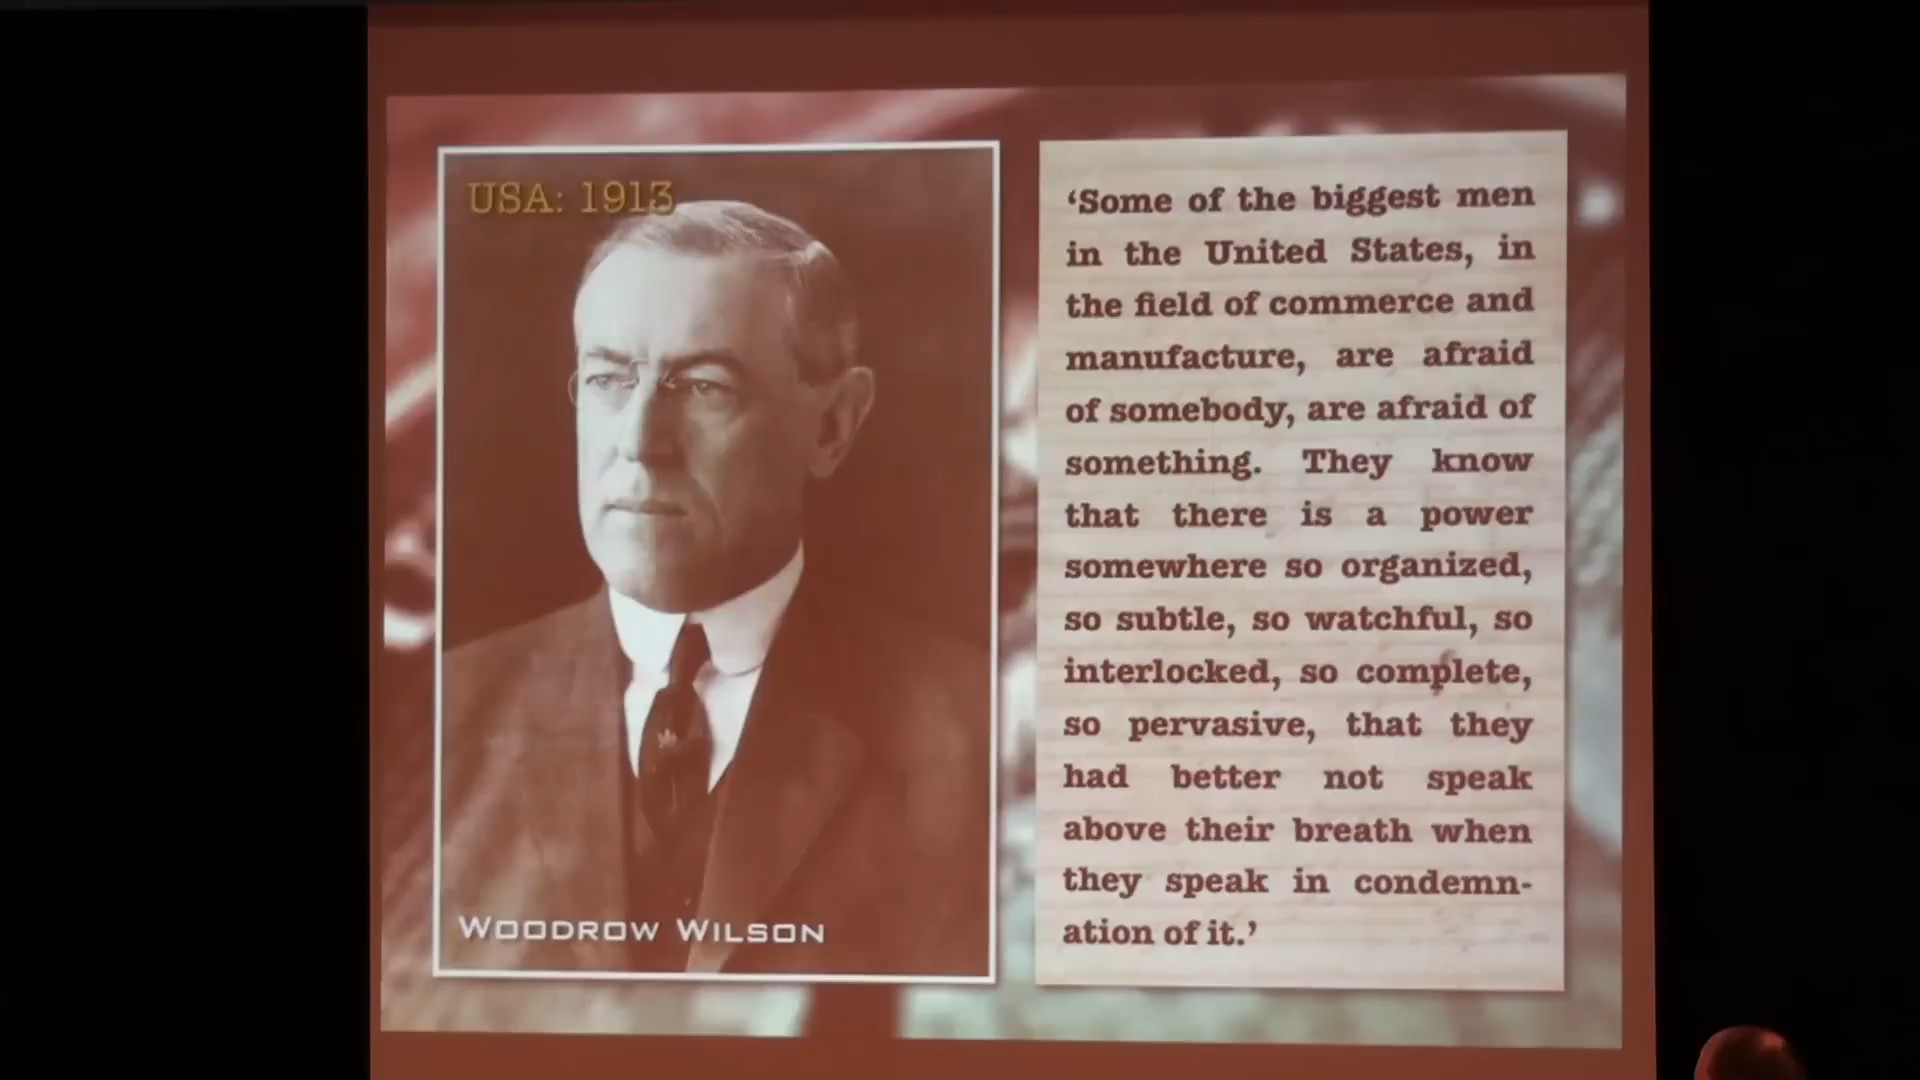 USA: 1913
WOODROW WILSON
‘Some of the biggest men
in the United States, in
the field of commerce and
manufacture, are afraid
of somebody, are afraid of
something. They know
that there is a power
somewhere so organized,
so subtle, so watchful, so
interlocked, so complete,
so pervasive, that they
had better not speak
above their breath when
they speak in condemn-
ation of it.’